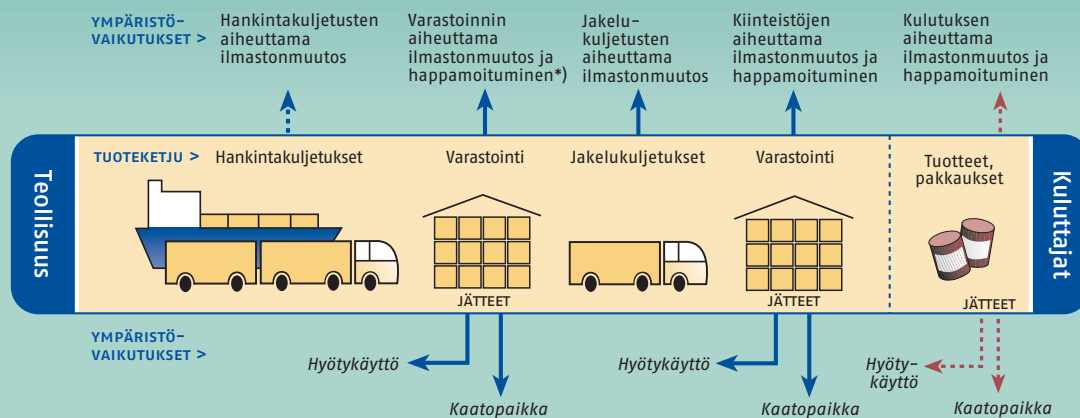 YMPÄRISTÖ-
VAIKUTUKSET >
Hankintakuljetusten
aiheuttama
ilmastonmuutos
Varastoinnin
aiheuttama
ilmastonmuutos ja
happamoituminen*)
Jakelu-
kuljetusten
aiheuttama
ilmastonmuutos
Kiinteistöjen
aiheuttama
ilmastonmuutos ja
happamoituminen
Kulutuksen
aiheuttama
ilmastonmuutos ja
happamoituminen
Teollisuus
TUOTEKETJU >
Hankintakuljetukset
Varastointi
Jakelukuljetukset
Varastointi
Tuotteet,
pakkaukset
Kuluttajat
JÄTTEET
JÄTTEET
JÄTTEET
YMPÄRISTÖ-
VAIKUTUKSET >
Hyötykäyttö
Kaatopaikka
Hyötykäyttö
Kaatopaikka
Hyöty-
käyttö
Kaatopaikka